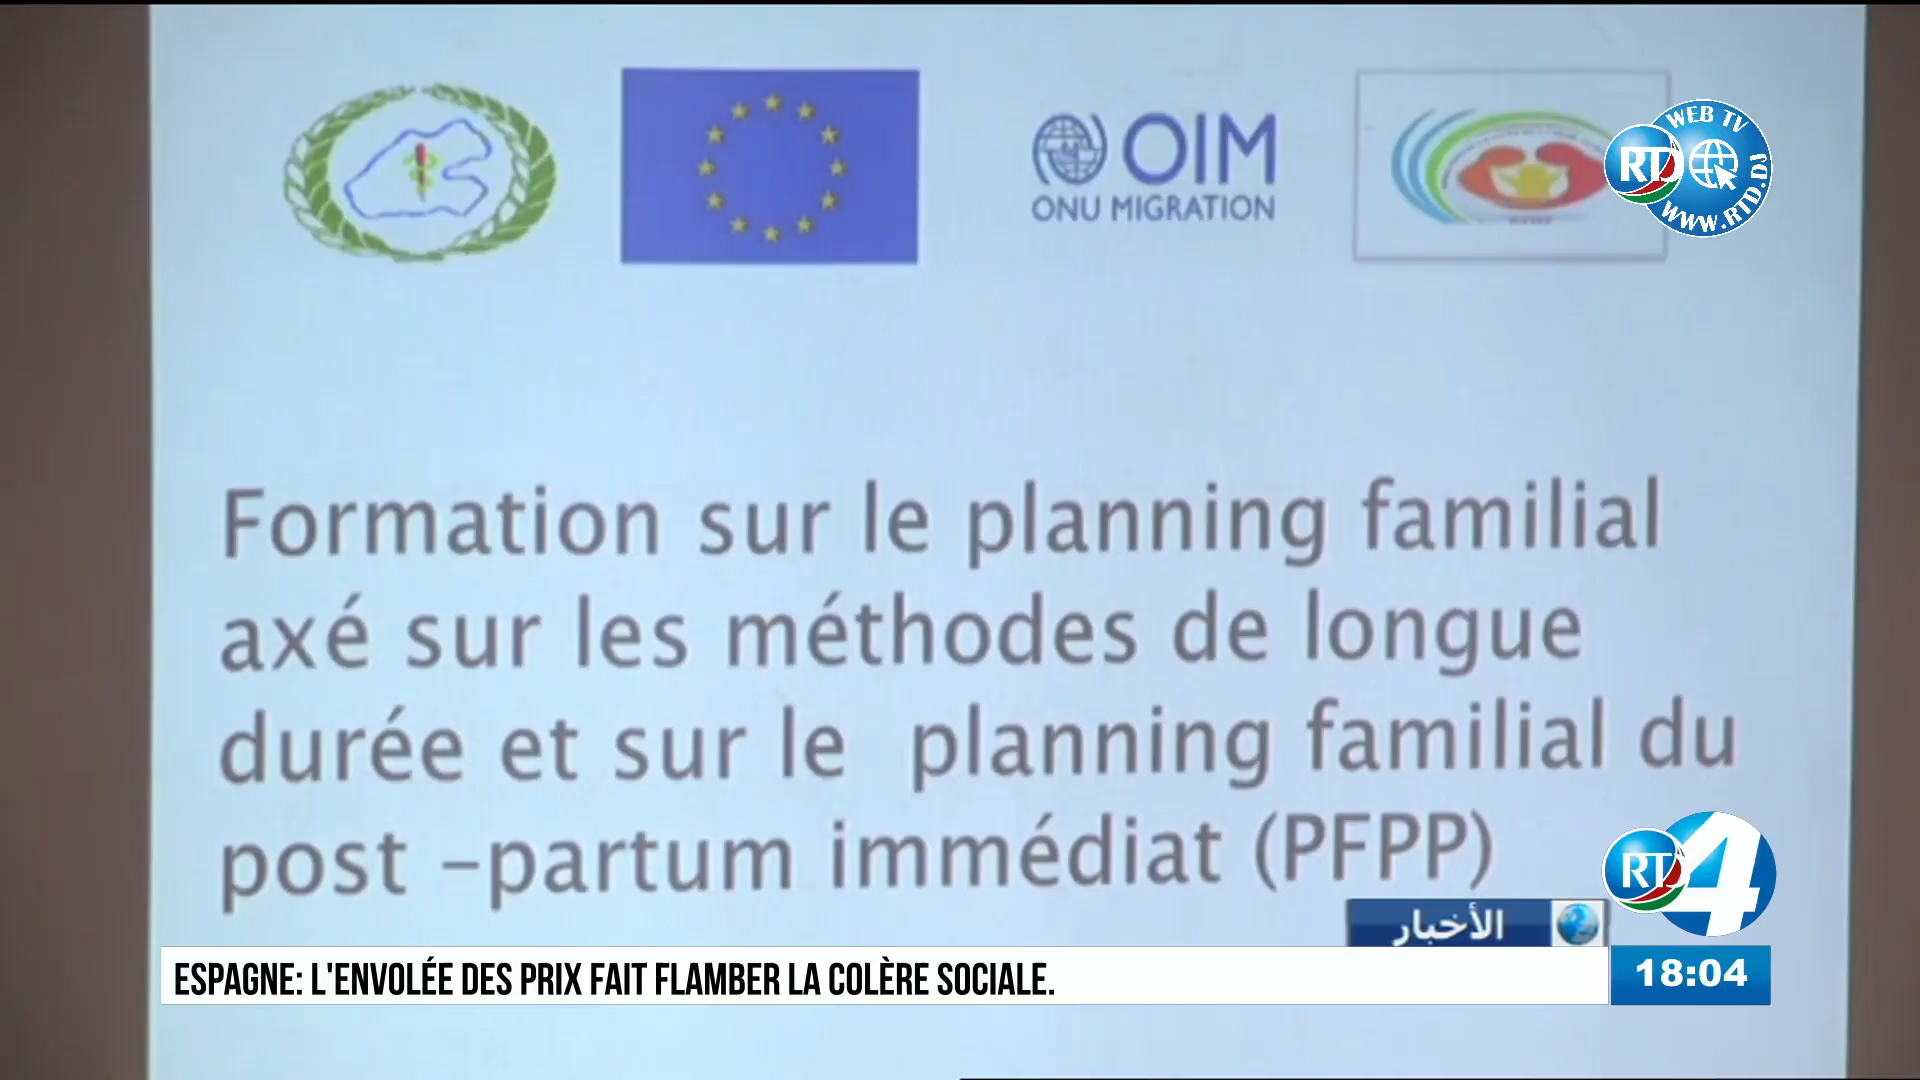 OIM
ONU MIGRATION
WEB TV
RTD
WWW.RTD.DJ
Formation sur le planning familial
axé sur les méthodes de longue
durée et sur le planning familial du
post –partum immédiat (PFPP)
RTD
4
الأخبار
ESPAGNE: L'ENVOLÉE DES PRIX FAIT FLAMBER LA COLÈRE SOCIALE.
18:04